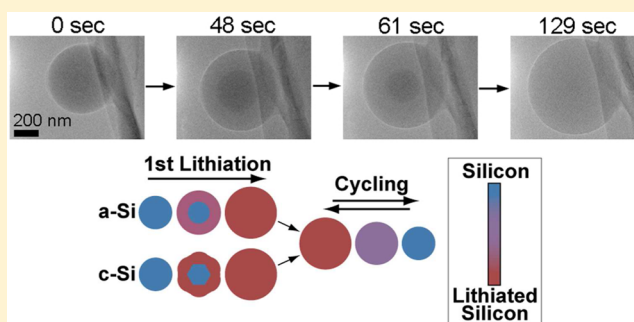 0 sec 48 sec 61 sec 129 sec
200 nm
1st Lithiation
Cycling
a-Si
c-Si
Silicon
Lithiated
Silicon